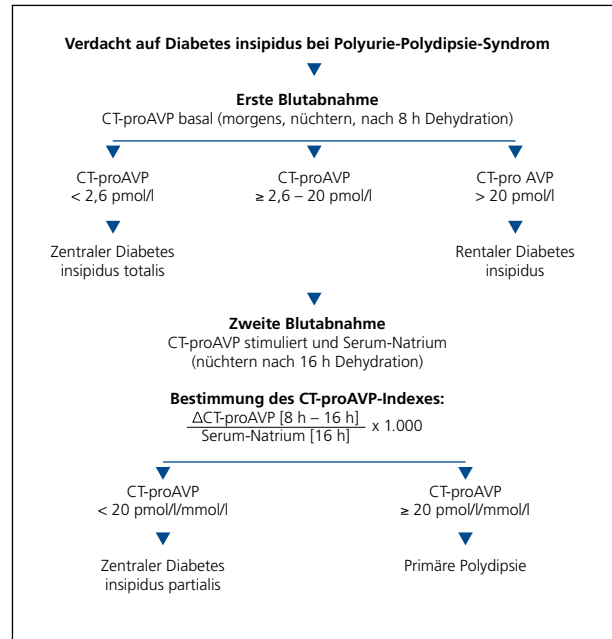 Verdacht auf Diabetes insipidus bei Polyurie-Polydipsie-Syndrom
Erste Blutabnahme
CT-proAVP basal (morgens, nüchtern, nach 8 h Dehydration)
CT-proAVP
< 2,6 pmol/l
CT-proAVP
≥ 2,6 – 20 pmol/l
CT-pro AVP
> 20 pmol/l
Zentraler Diabetes
insipidus totalis
Rentaler Diabetes
insipidus
Zweite Blutabnahme
CT-proAVP stimuliert und Serum-Natrium
(nüchtern nach 16 h Dehydration)
Bestimmung des CT-proAVP-Indexes:
ΔCT-proAVP [8 h – 16 h]
Serum-Natrium [16 h]
x 1.000
CT-proAVP
< 20 pmol/l/mmol/l
CT-proAVP
≥ 20 pmol/l/mmol/l
Zentraler Diabetes
insipidus partialis
Primäre Polydipsie